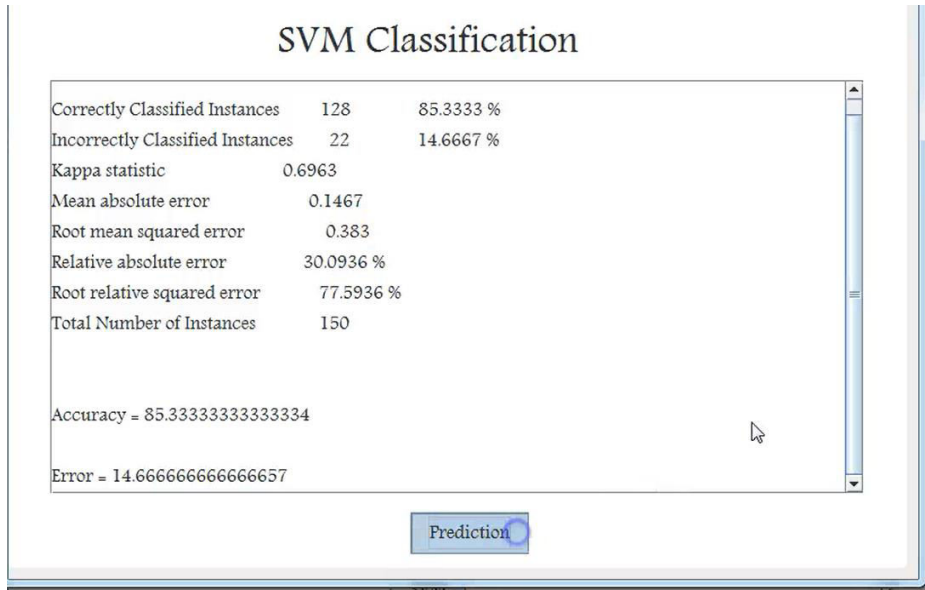 SVM Classification
Correctly Classified Instances 128 85.3333 %
Incorrectly Classified Instances 22 14.6667 %
Kappa statistic 0.6963
Mean absolute error 0.1467
Root mean squared error 0.383
Relative absolute error 30.0936 %
Root relative squared error 77.5936 %
Total Number of Instances 150
Accuracy = 85.33333333333334
Error = 14.666666666666657
Prediction